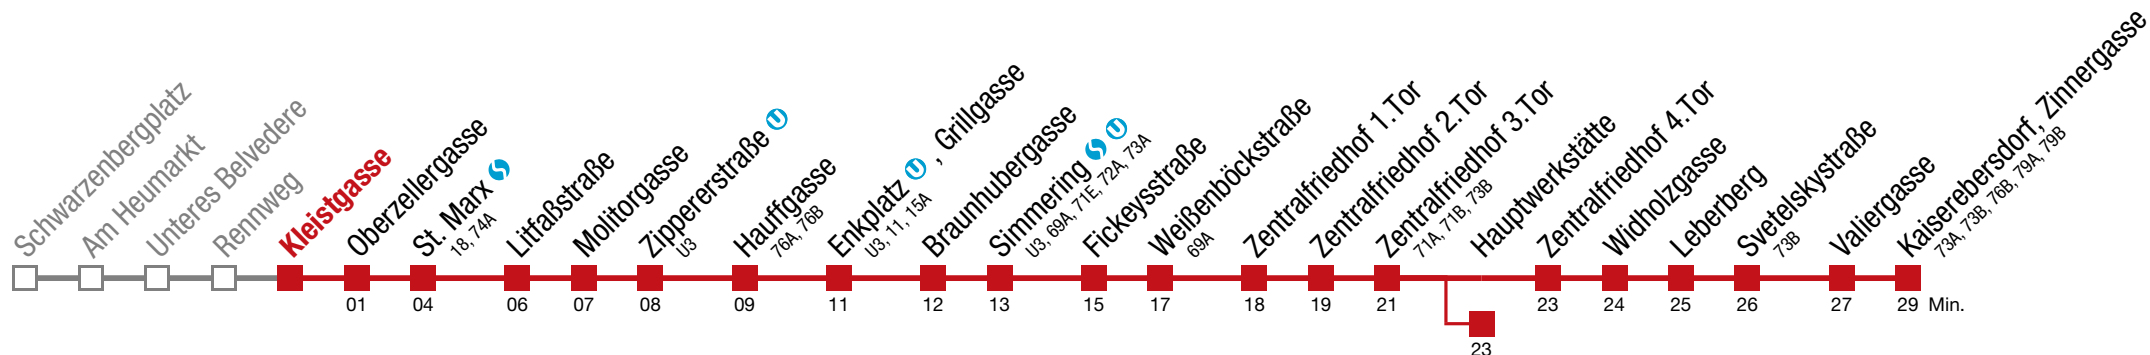 Schwarzenbergplatz
Am Heumarkt
Unteres Belvedere
Rennweg
Kleistgasse
Oberzellergasse
St. Marx
18, 74A
Litfaßstraße
Molitorgasse
Zippererstraße
U3
Hauffgasse
76A, 76B
Enkplatz , Grillgasse
U3, 11, 15A
Braunhubergasse
Simmering
U3, 69A, 71E, 72A, 73A
Fickeysstraße
Weißenböckstraße
69A
Zentralfriedhof 1.Tor
Zentralfriedhof 2.Tor
Zentralfriedhof 3.Tor
71A, 71B, 73B
Hauptwerkstätte
Zentralfriedhof 4.Tor
Widholzgasse
Leberberg
Svetelskystraße
73B
Valiergasse
Kaiserebersdorf, Zinnergasse
73A, 73B, 76B, 79A, 79B
01 04 06 07 08 09 11 12 13 15 17 18 19 21 23 24 25 26 27 29 Min.
23